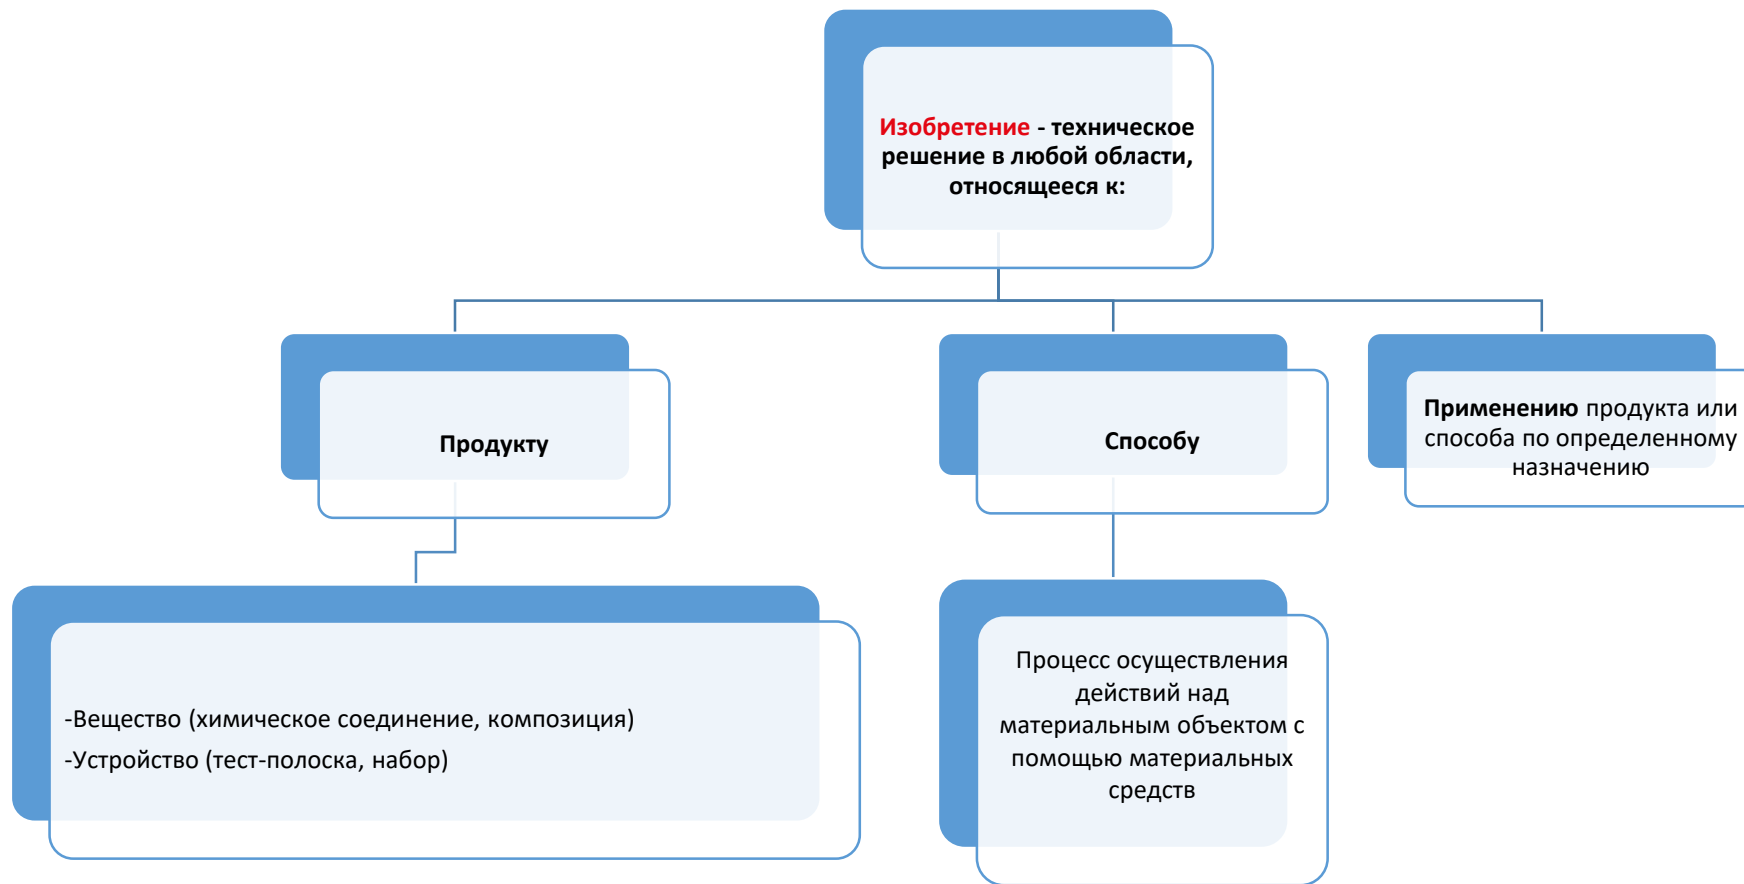 Изобретение - техническое
решение в любой области,
относящееся к:
Продукту
Способу
Применению продукта или
способа по определенному
назначению
-Вещество (химическое соединение, композиция)
-Устройство (тест-полоска, набор)
Процесс осуществления
действий над
материальным объектом с
помощью материальных
средств